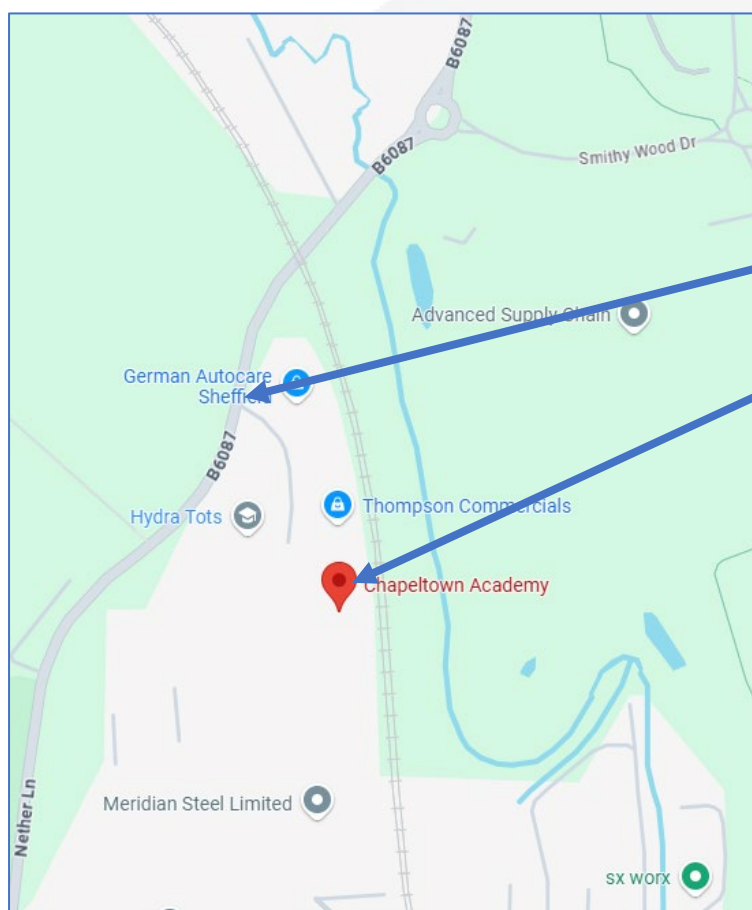 B6087
B6087
Smithy Wood Dr
Advanced Supply Chain
German Autocare
Sheffield
B6087
Hydra Tots
Thompson Commercials
Chapeltown Academy
Meridian Steel Limited
Nether Ln
sx worx